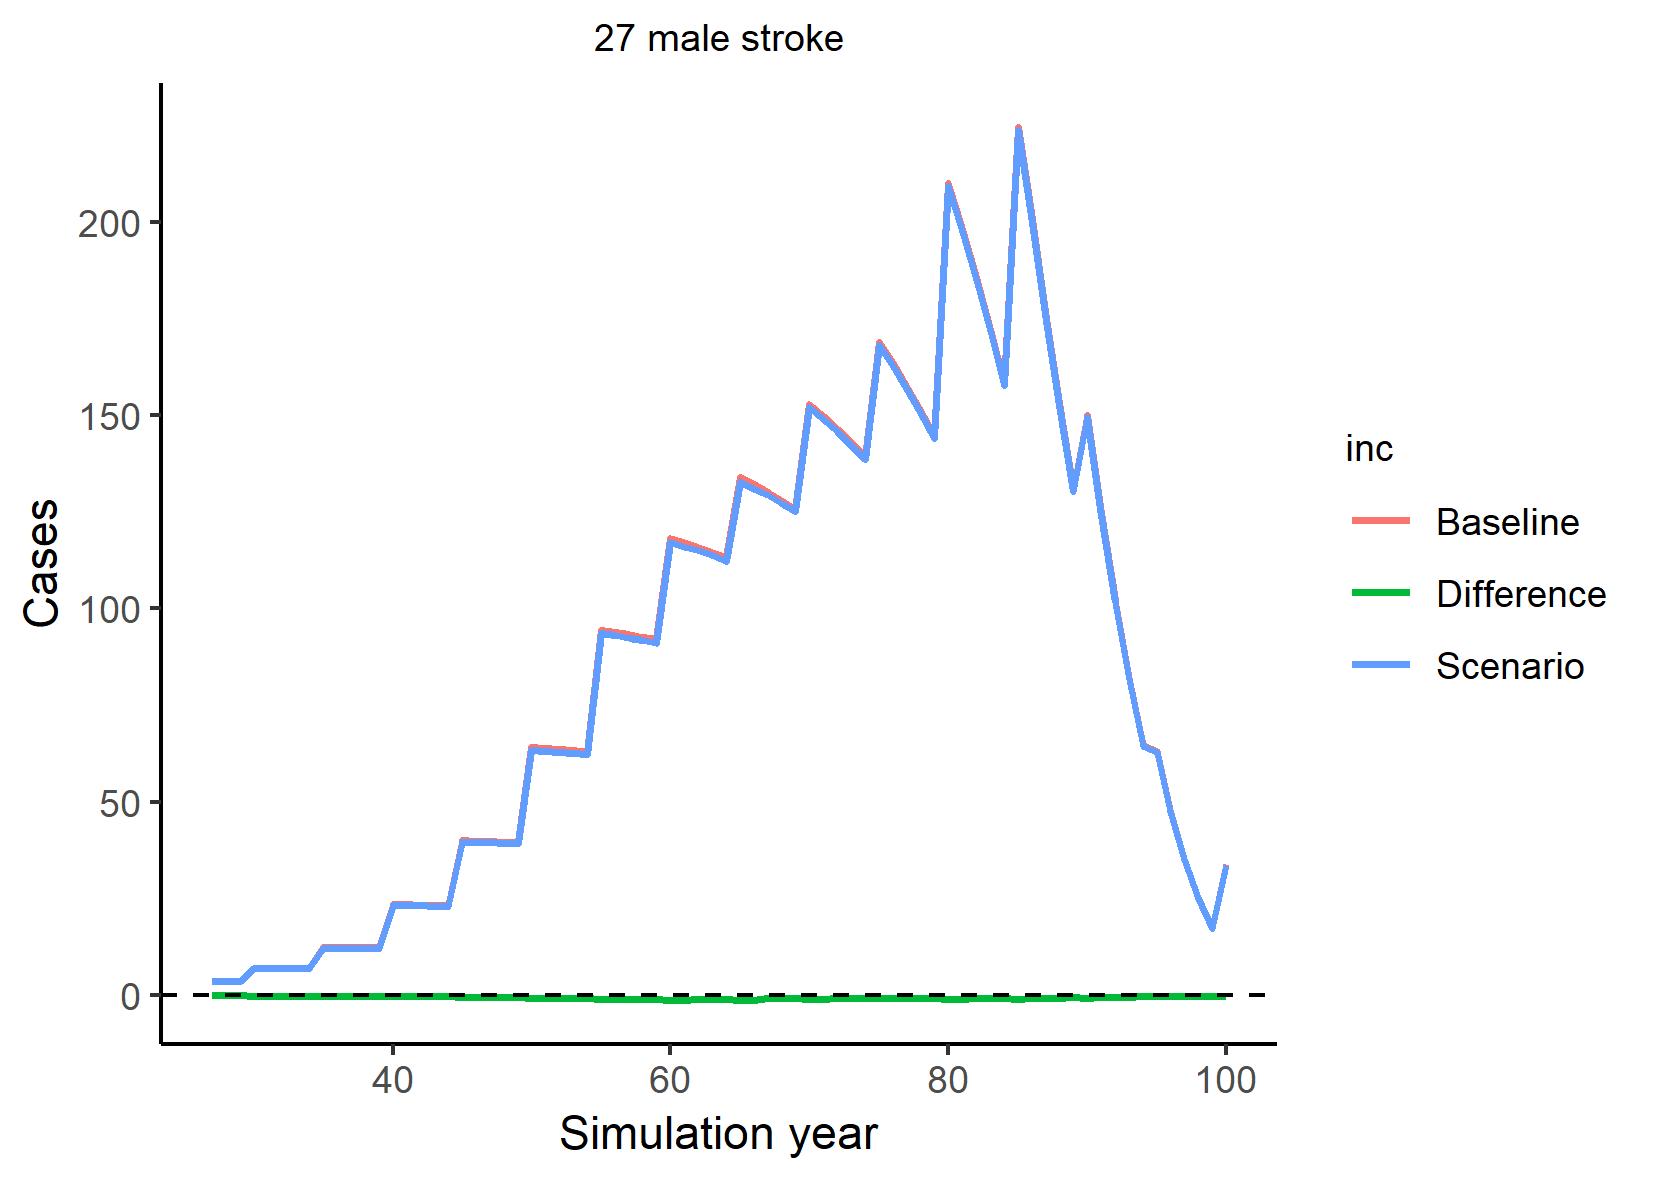 27 male stroke
Cases
200
150
100
50
0
40 60 80 100
Simulation year
inc
Baseline
Difference
Scenario